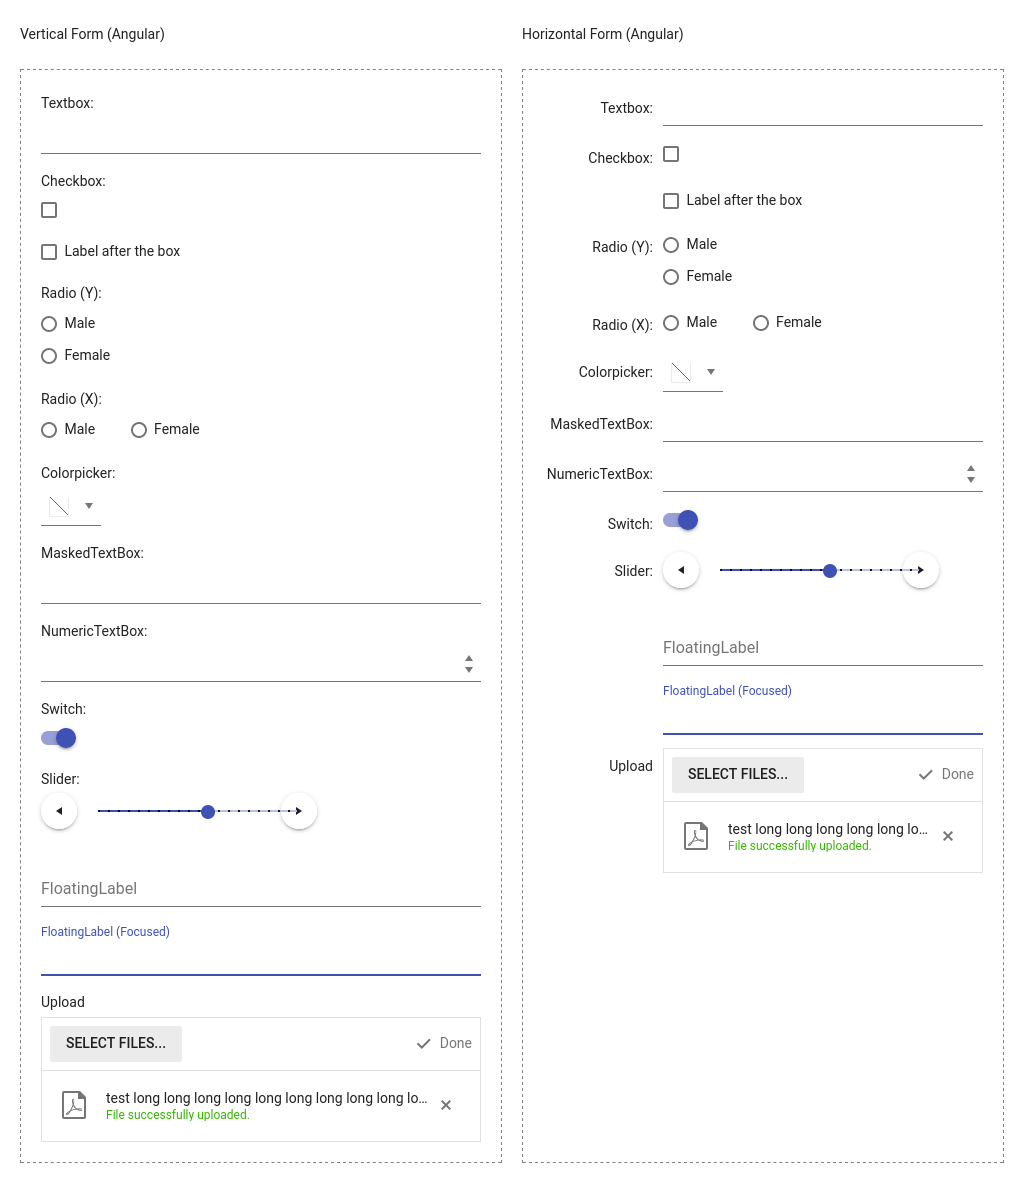 Vertical Form (Angular)
Textbox:
Checkbox:
Label after the box
Radio (Y):
Male
Female
Radio (X):
Male Female
Colorpicker:
MaskedTextBox:
NumericTextBox:
Switch:
Slider:
FloatingLabel
FloatingLabel (Focused)
Upload
SELECT FILES... Done
test long long long long long long long long long lo...
File successfully uploaded.
Horizontal Form (Angular)
Textbox:
Checkbox:
Label after the box
Radio (Y): Male
Female
Radio (X): Male Female
Colorpicker:
MaskedTextBox:
NumericTextBox:
Switch:
Slider:
FloatingLabel
FloatingLabel (Focused)
Upload
SELECT FILES... Done
test long long long long long lo...
File successfully uploaded.